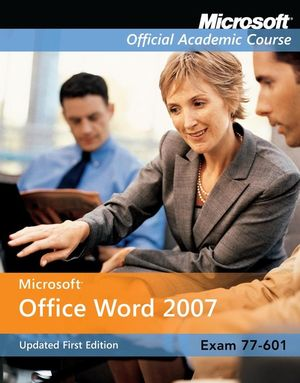 Microsoft®
Official Academic Course
Microsoft
Office Word 2007
Updated First Edition
Exam 77-601